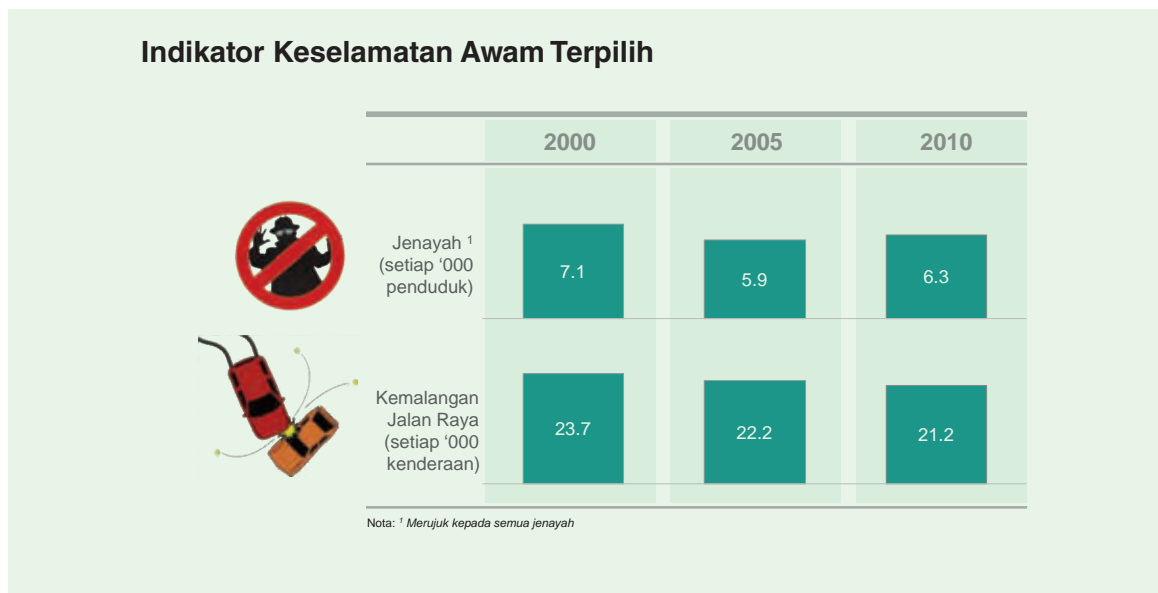 Indikator Keselamatan Awam Terpilih
2000 2005 2010
Jenayah ¹
(setiap ‘000
penduduk)
7.1 5.9 6.3
Kemalangan
Jalan Raya
(setiap ‘000
kenderaan)
23.7 22.2 21.2
Nota: ¹ Merujuk kepada semua jenayah